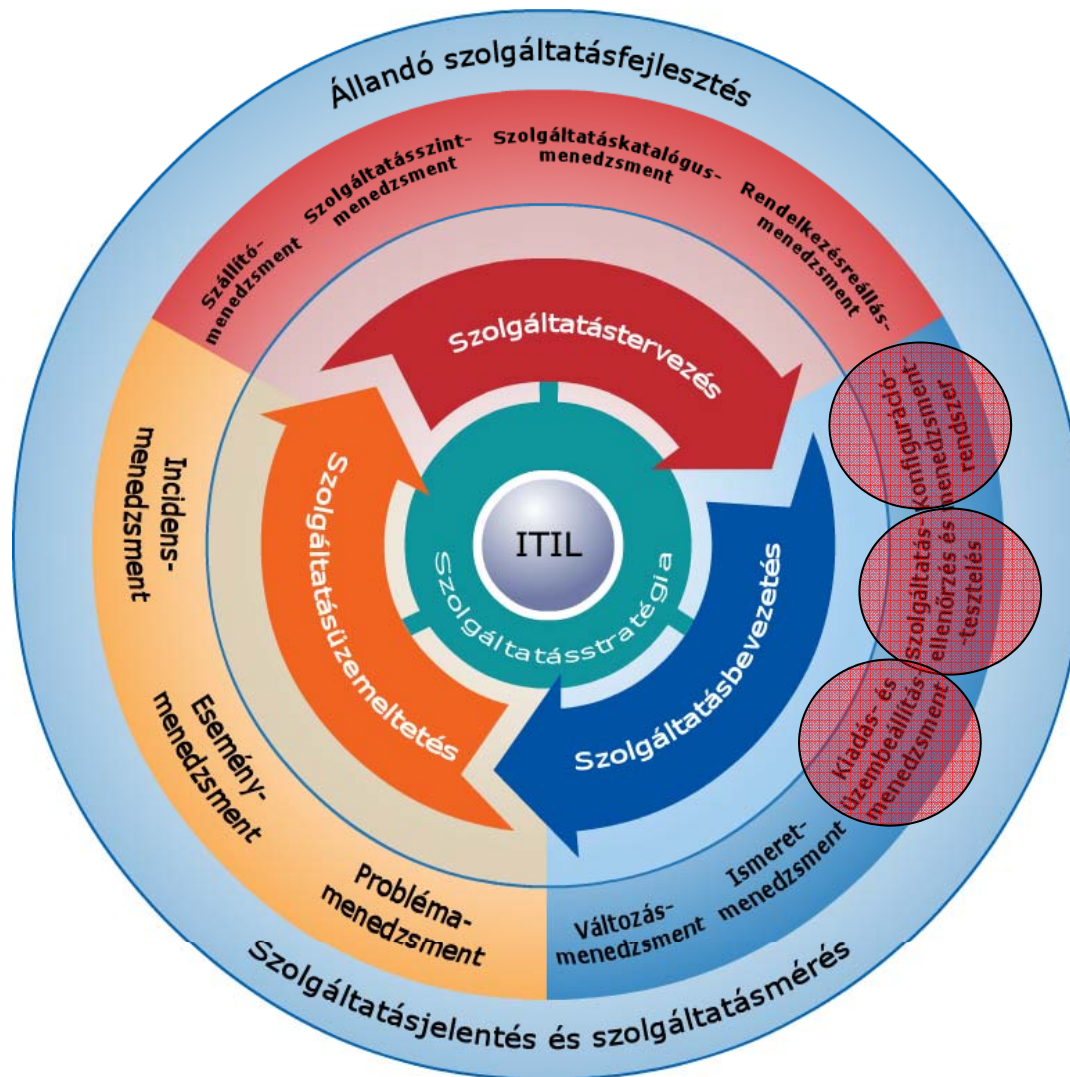 Állandó szolgáltatásfejlesztés
Szállító-
menedzsment
Szolgáltatásszint-
menedzsment
Szolgáltatáskatalógus-
menedzsment
Rendelkezésreállás-
menedzsment
Szolgáltatástervezés
konfiguráció-
menedzsment-
rendszer
szolgáltatás-
ellenőrzés és
-tesztelés
Kiadás- és
üzembeállítás
menedzsment
Ismeret-
menedzsment
Változás-
menedzsment
Szolgáltatásbevezetés
ITIL
Szolgáltatásstratégia
Szolgáltatásüzemeltetés
Incidens-
menedzsment
Esemény-
menedzsment
Probléma-
menedzsment
Szolgáltatásjelentés és szolgáltatásmérés